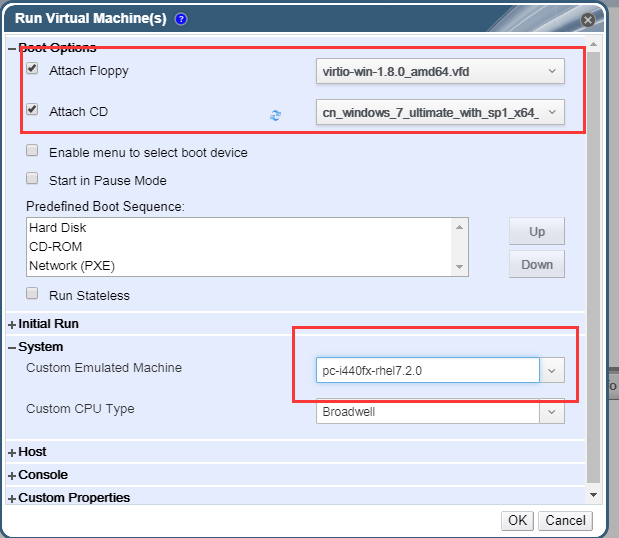 Run Virtual Machine(s) ?
Boot Options
Attach Floppy virtio-win-1.8.0_amd64.vfd
Attach CD cn_windows_7_ultimate_with_sp1_x64_
Enable menu to select boot device
Start in Pause Mode
Predefined Boot Sequence:
Hard Disk
CD-ROM
Network (PXE)
Up
Down
Run Stateless
Initial Run
System
Custom Emulated Machine pc-i440fx-rhel7.2.0
Custom CPU Type Broadwell
Host
Console
Custom Properties
OK Cancel